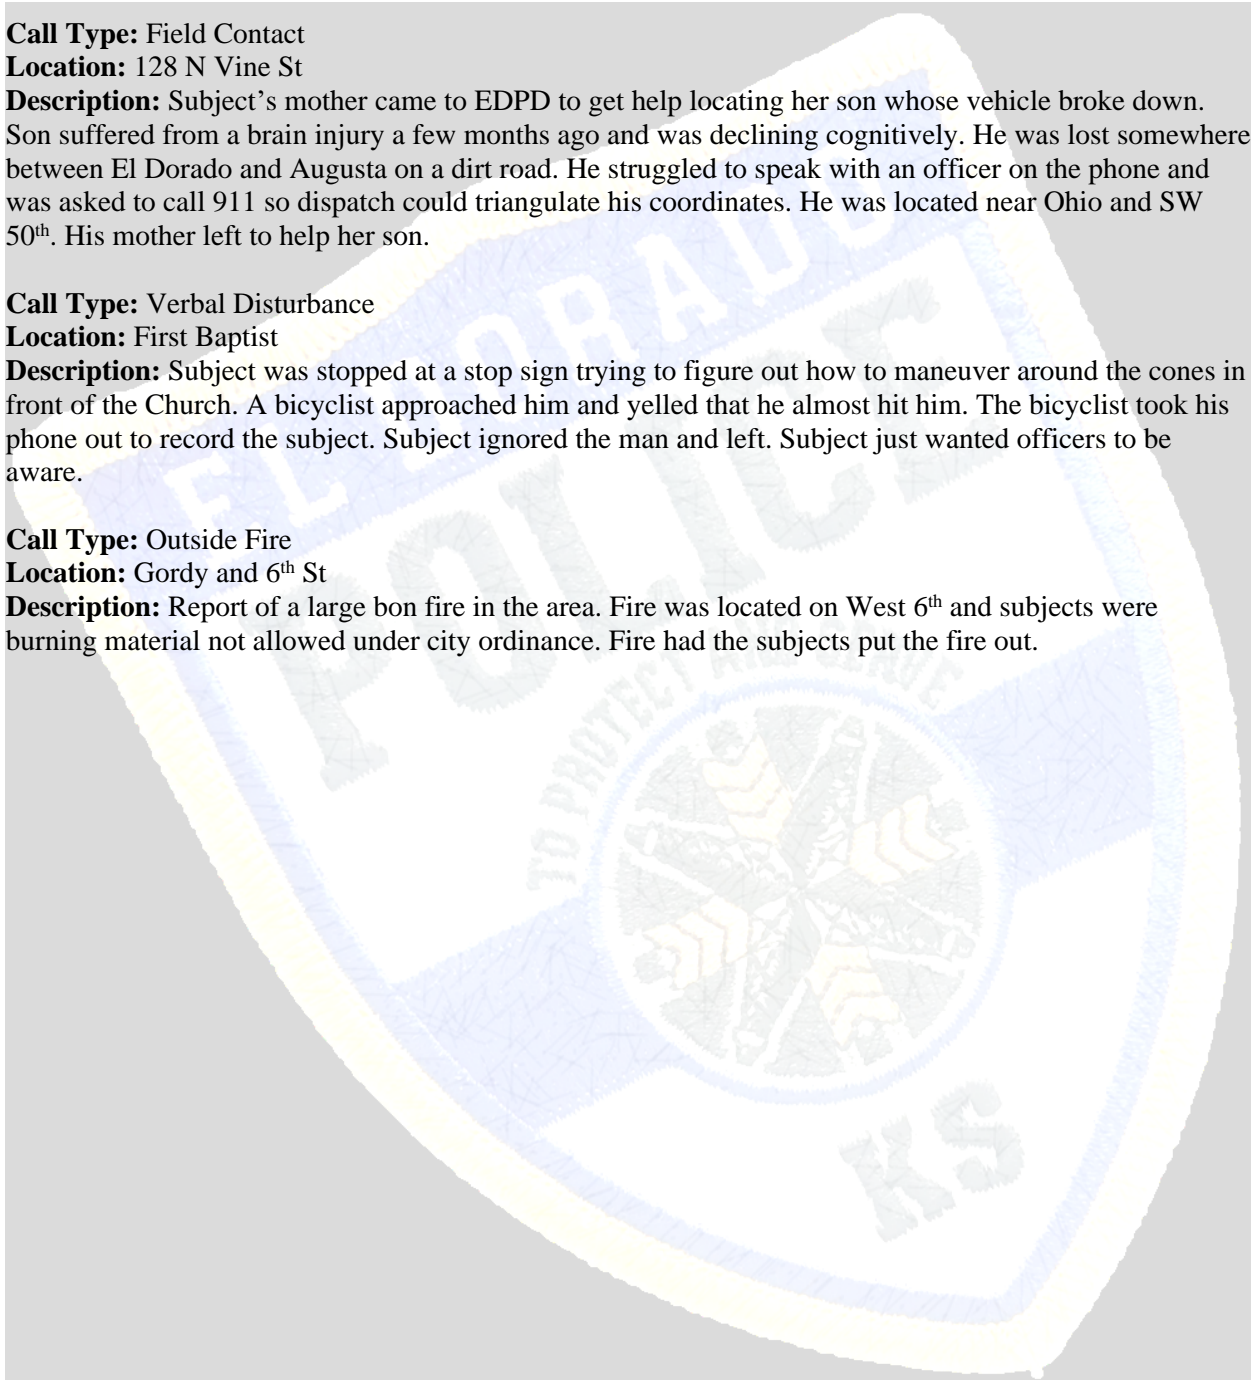 Call Type: Field Contact
Location: 128 N Vine St
Description: Subject’s mother came to EDPD to get help locating her son whose vehicle broke down.
Son suffered from a brain injury a few months ago and was declining cognitively. He was lost somewhere
between El Dorado and Augusta on a dirt road. He struggled to speak with an officer on the phone and
was asked to call 911 so dispatch could triangulate his coordinates. He was located near Ohio and SW
50th. His mother left to help her son.
Call Type: Verbal Disturbance
Location: First Baptist
Description: Subject was stopped at a stop sign trying to figure out how to maneuver around the cones in
front of the Church. A bicyclist approached him and yelled that he almost hit him. The bicyclist took his
phone out to record the subject. Subject ignored the man and left. Subject just wanted officers to be
aware.
Call Type: Outside Fire
Location: Gordy and 6th St
Description: Report of a large bon fire in the area. Fire was located on West 6th and subjects were
burning material not allowed under city ordinance. Fire had the subjects put the fire out.
EL DORADO
POLICE
TO PROTECT AND SERVE
KS